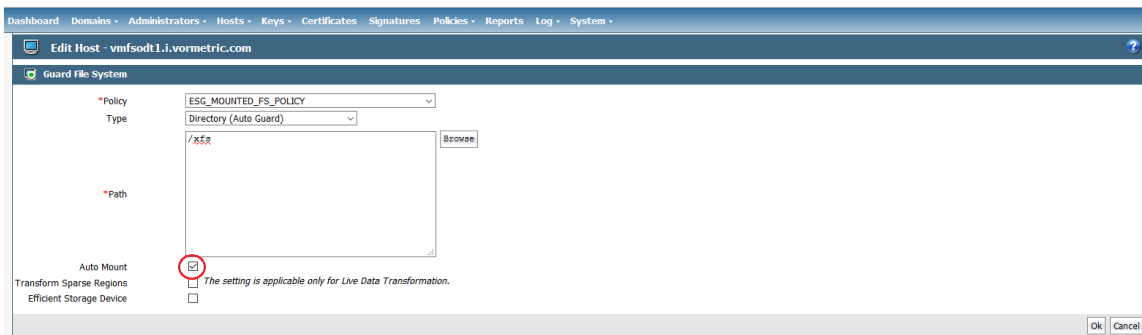 Dashboard Domains Administrators Hosts Keys Certificates Signatures Policies Reports Log System
Edit Host - vmfsodt1.i.vormetric.com
?
Guard File System
*Policy ESG_MOUNTED_FS_POLICY
Type Directory (Auto Guard)
/xfs Browse
*Path
Auto Mount
Transform Sparse Regions The setting is applicable only for Live Data Transformation.
Efficient Storage Device
Ok Cancel